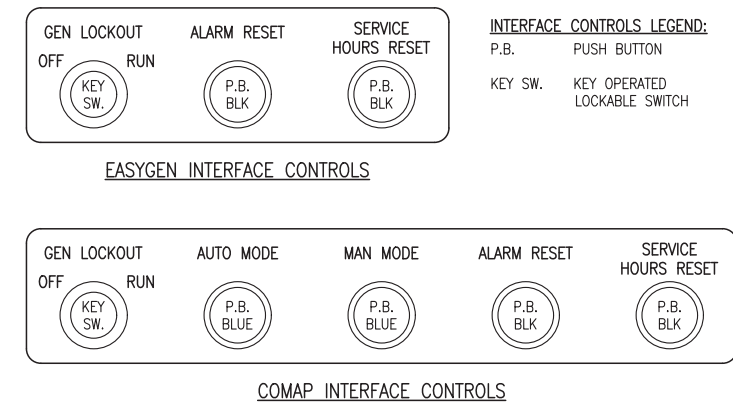 GEN LOCKOUT
OFF RUN
KEY
SW.
ALARM RESET
P.B.
BLK
SERVICE
HOURS RESET
P.B.
BLK
INTERFACE CONTROLS LEGEND:
P.B. PUSH BUTTON
KEY SW. KEY OPERATED
LOCKABLE SWITCH
EASYGEN INTERFACE CONTROLS
GEN LOCKOUT
OFF RUN
KEY
SW.
AUTO MODE
P.B.
BLUE
MAN MODE
P.B.
BLUE
ALARM RESET
P.B.
BLK
SERVICE
HOURS RESET
P.B.
BLK
COMAP INTERFACE CONTROLS